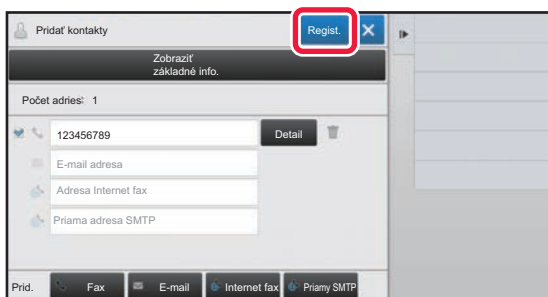 Pridať kontakty
Regist.
Zobraziť
základné info.
Počet adries: 1
123456789
Detail
E-mail adresa
Adresa Internet fax
Priama adresa SMTP
Prid.
Fax
E-mail
Internet fax
Priamy SMTP